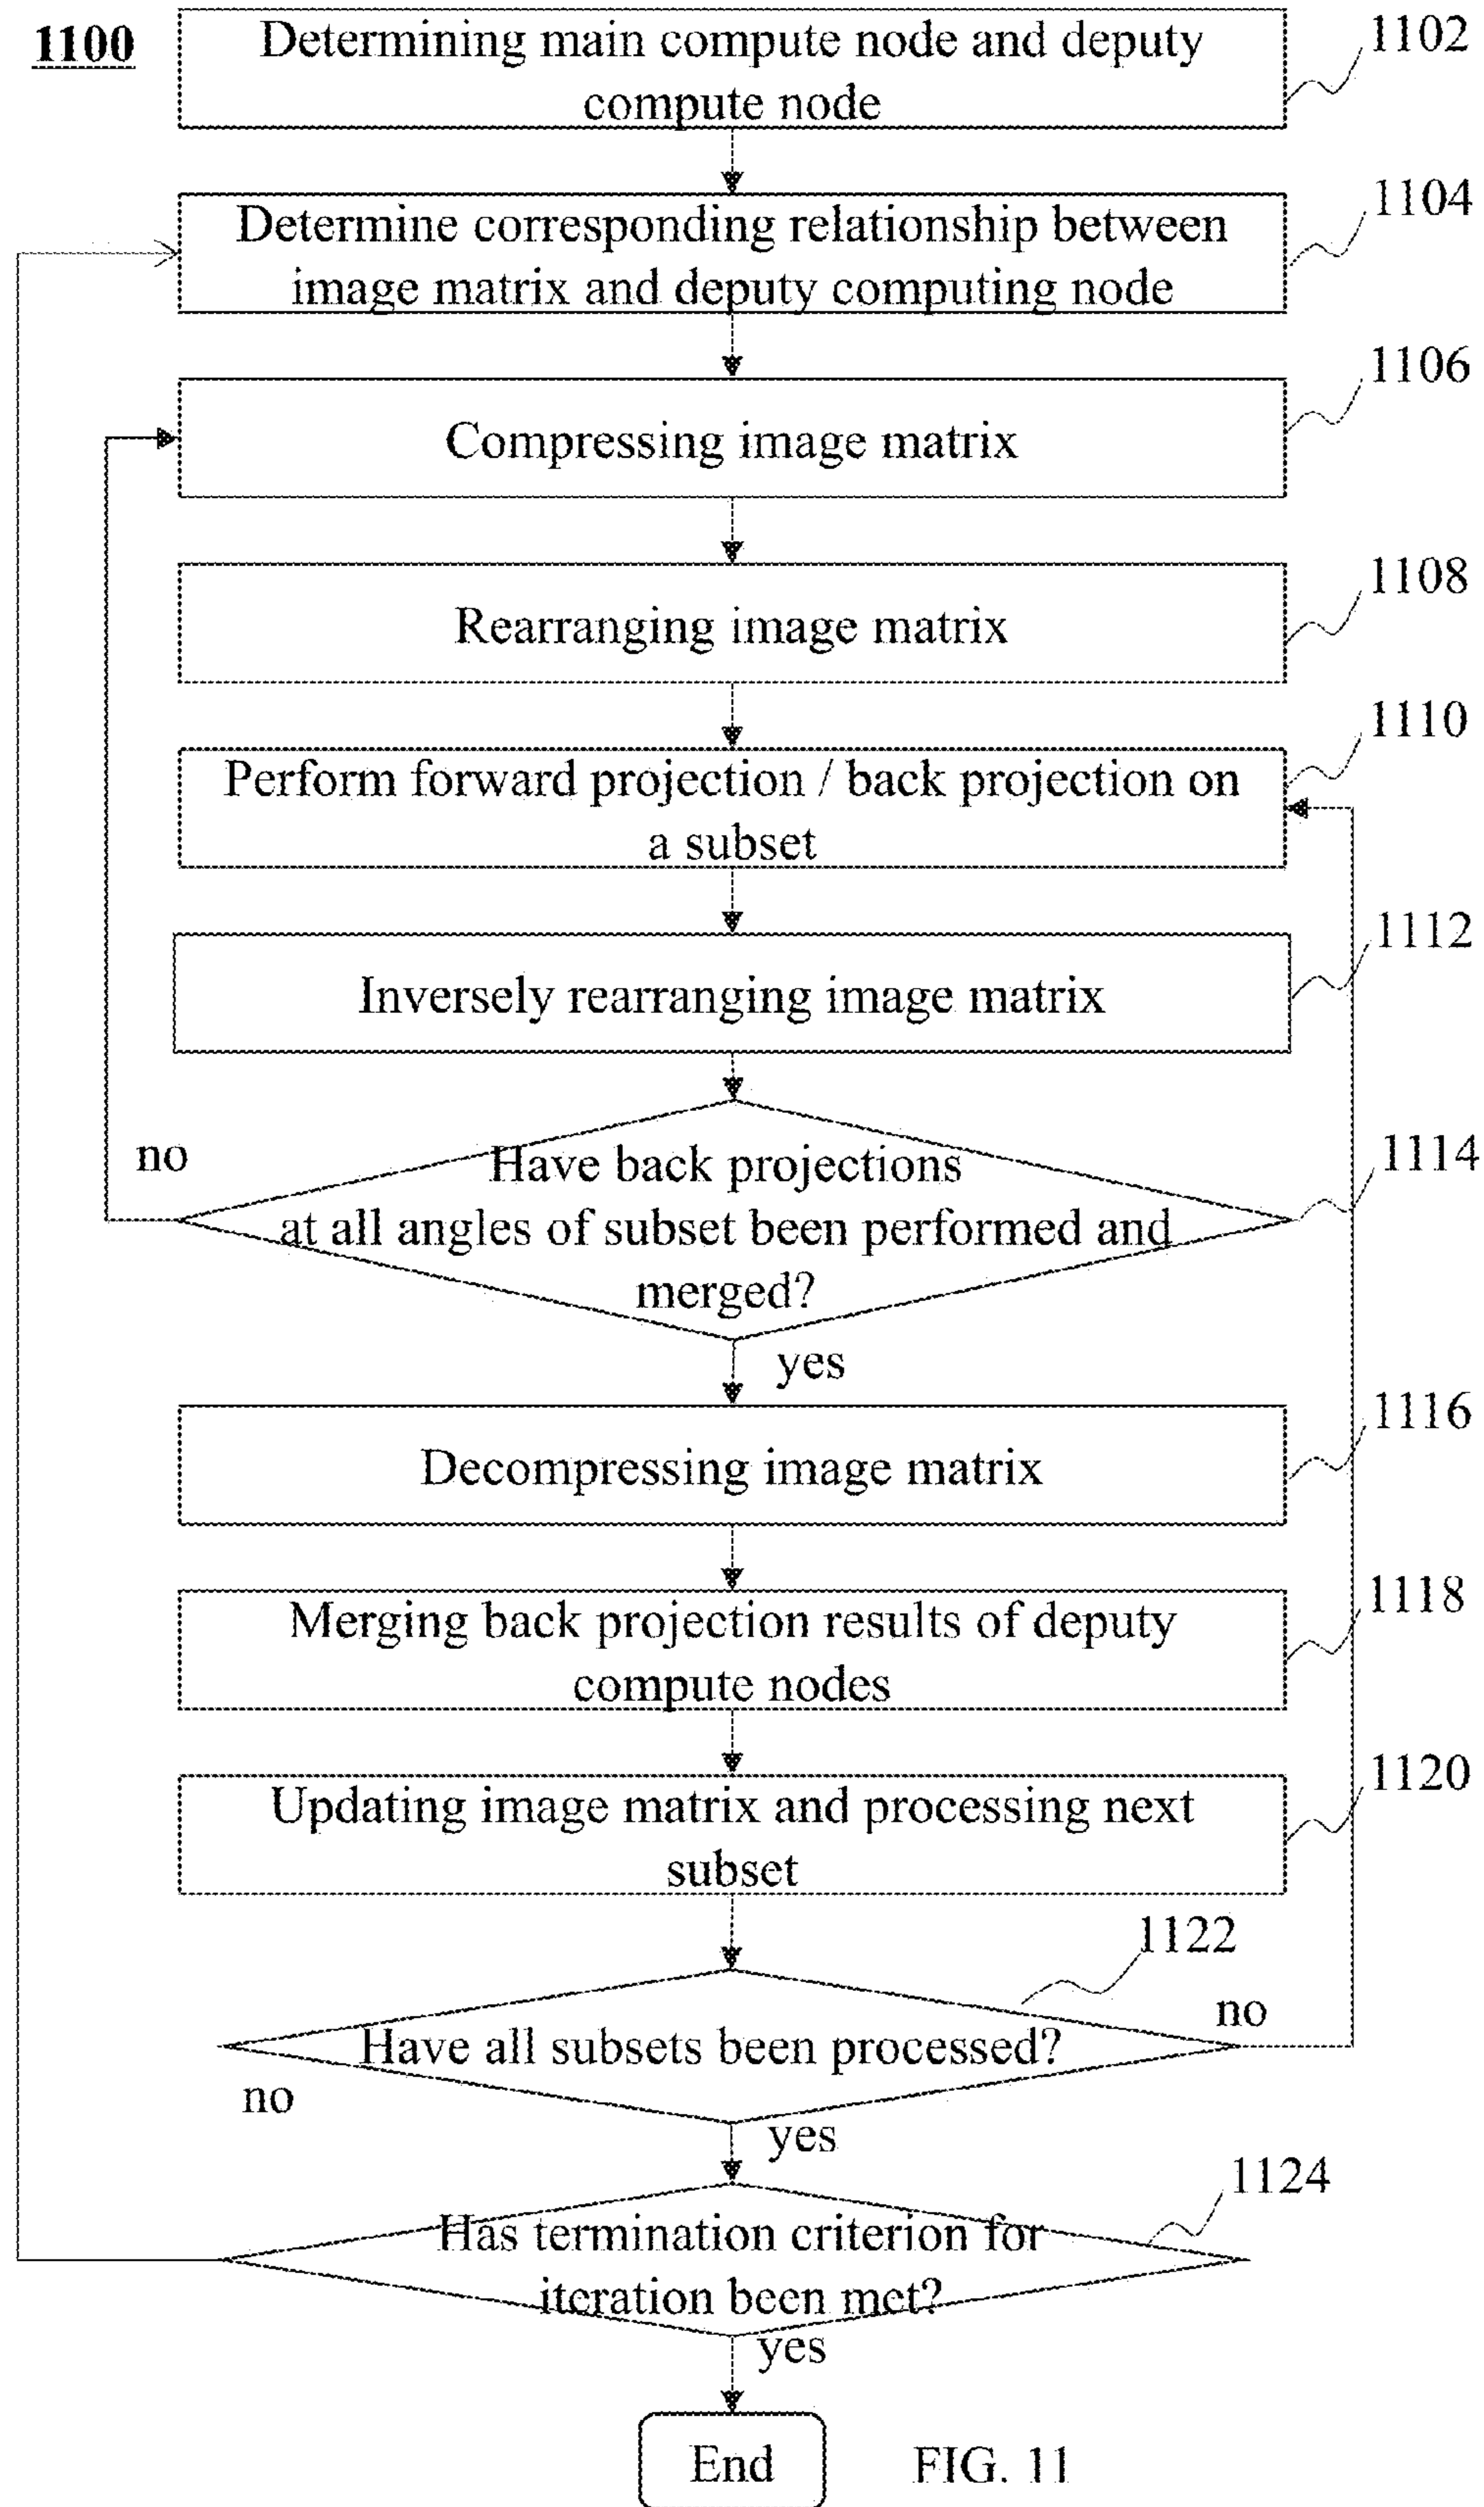 1100
Determining main compute node and deputy
compute node
1102
Determine corresponding relationship between
image matrix and deputy computing node
1104
Compressing image matrix
1106
Rearranging image matrix
1108
Perform forward projection / back projection on
a subset
1110
Inversely rearranging image matrix
1112
Have back projections
at all angles of subset been performed and
merged?
1114
no
yes
Decompressing image matrix
1116
Merging back projection results of deputy
compute nodes
1118
Updating image matrix and processing next
subset
1120
1122
Have all subsets been processed?
no
no
yes
1124
Has termination criterion for
iteration been met?
yes
End
FIG. 11